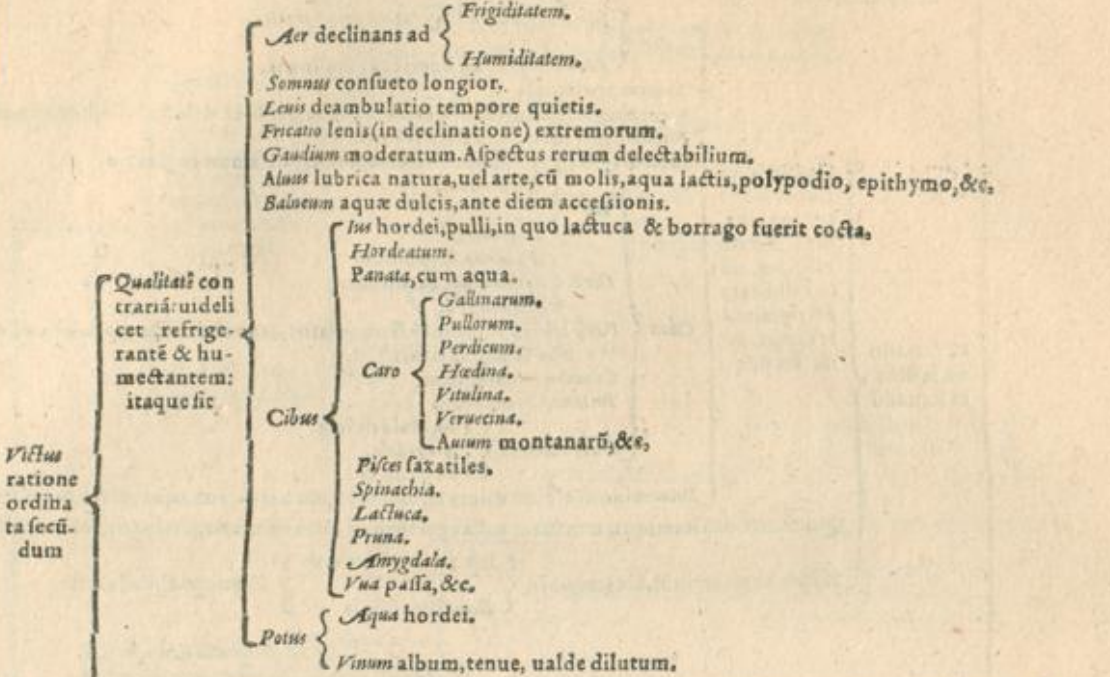 Victus
ratione
ordina
ta secũ-
dum
Qualitatẽ con
trariã: uideli
cet refrige-
rantẽ & hu-
mectantem:
itaque sit
Aer declinans ad
Frigiditatem.
Humiditatem.
Somnus consueto longior.
Leuis deambulatio tempore quietis.
Fricatio lenis (in declinatione) extremorum.
Gaudium moderatum. Aspectus rerum delectabilium.
Aluus lubrica natura, uel arte, cũ molis, aqua lactis, polypodio, epithymo, &c.
Balneum aquæ dulcis, ante diem accessionis.
Cibus
Ius hordei, pulli, in quo lactuca & borrago fuerit cocta.
Hordeatum.
Panata, cum aqua.
Caro
Gallinarum.
Pullorum.
Perdicum.
Hædina.
Vitulina.
Veruecina.
Auium montanarũ, &c,
Pisces saxatiles.
Spinachia.
Lactuca.
Pruna.
Amygdala.
Vua passa, &c.
Potus
Aqua hordei.
Vinum album, tenue, ualde dilutum.